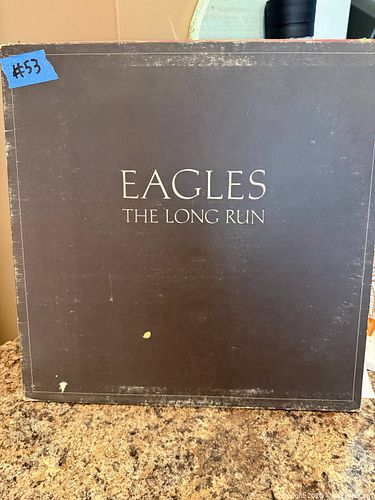 #53
EAGLES
THE LONG RUN